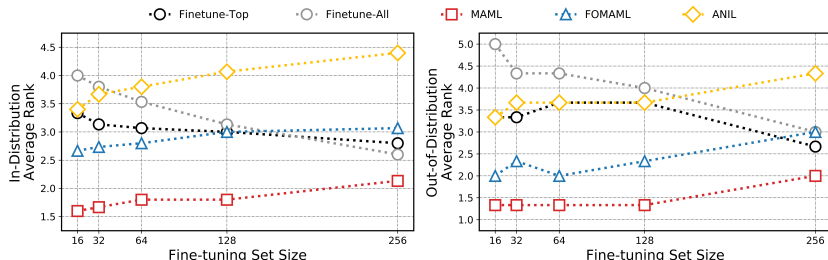 Finetune-Top Finetune-All MAML FOMAML ANIL
In-Distribution
Average Rank
4.5
4.0
3.5
3.0
2.5
2.0
1.5
16 32 64 128 256
Fine-tuning Set Size
Out-of-Distribution
Average Rank
5.0
4.5
4.0
3.5
3.0
2.5
2.0
1.5
1.0
16 32 64 128 256
Fine-tuning Set Size